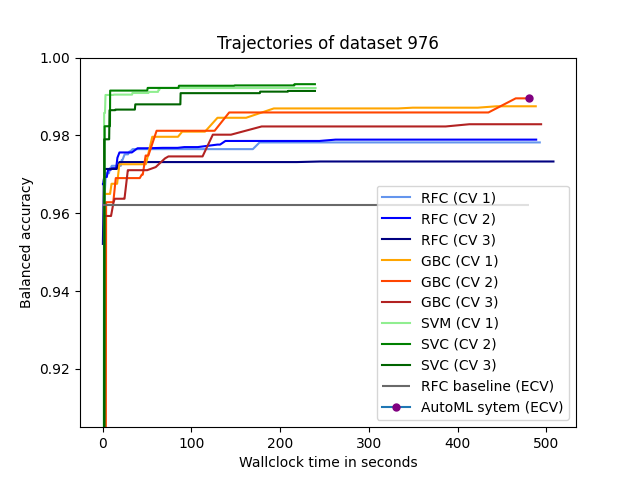 Trajectories of dataset 976
Balanced accuracy
1.00
0.98
0.96
0.94
0.92
RFC (CV 1)
RFC (CV 2)
RFC (CV 3)
GBC (CV 1)
GBC (CV 2)
GBC (CV 3)
SVM (CV 1)
SVC (CV 2)
SVC (CV 3)
RFC baseline (ECV)
AutoML sytem (ECV)
0 100 200 300 400 500
Wallclock time in seconds